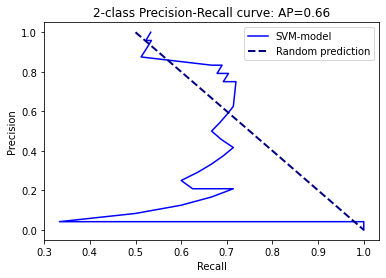 2-class Precision-Recall curve: AP=0.66
SVM-model
Random prediction
Precision
1.0
0.8
0.6
0.4
0.2
0.0
0.3 0.4 0.5 0.6 0.7 0.8 0.9 1.0
Recall